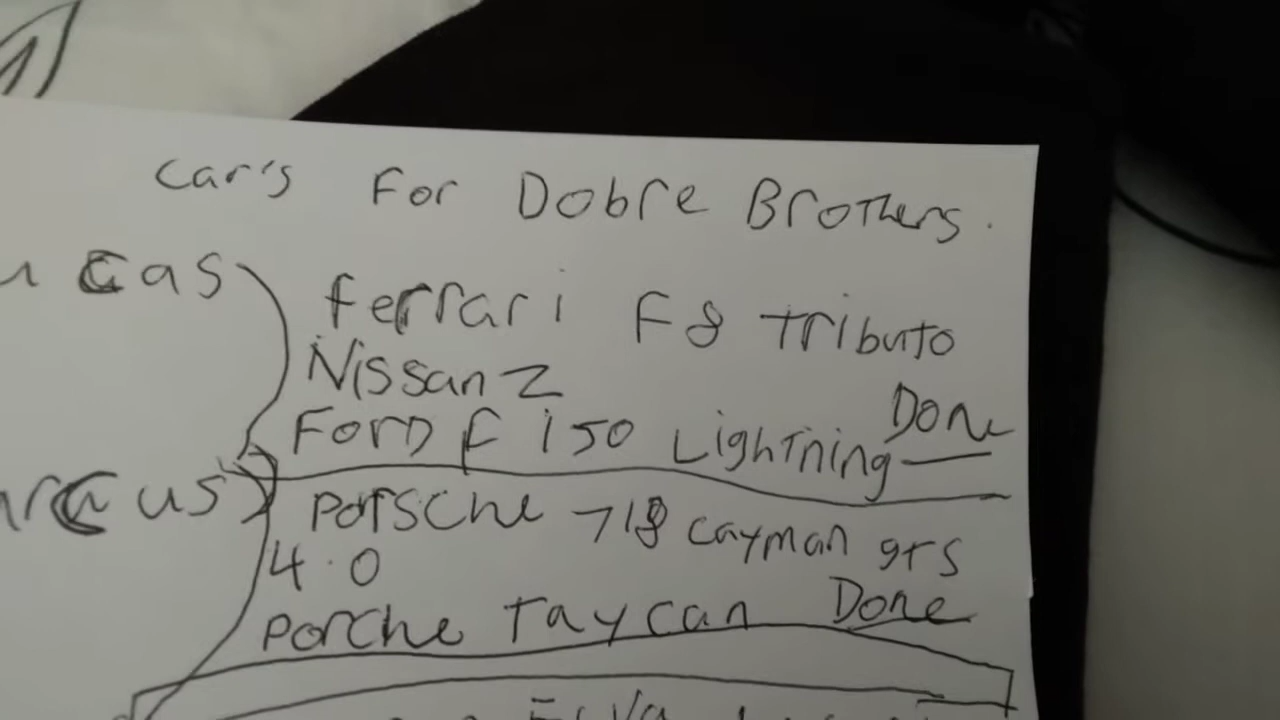 Car's For Dobre Brothers.
Ferrari F8 Tributo
Nissan Z
Done
Ford F 150 Lightning
Porsche 718 cayman gts
4.0
porche Taycan Done